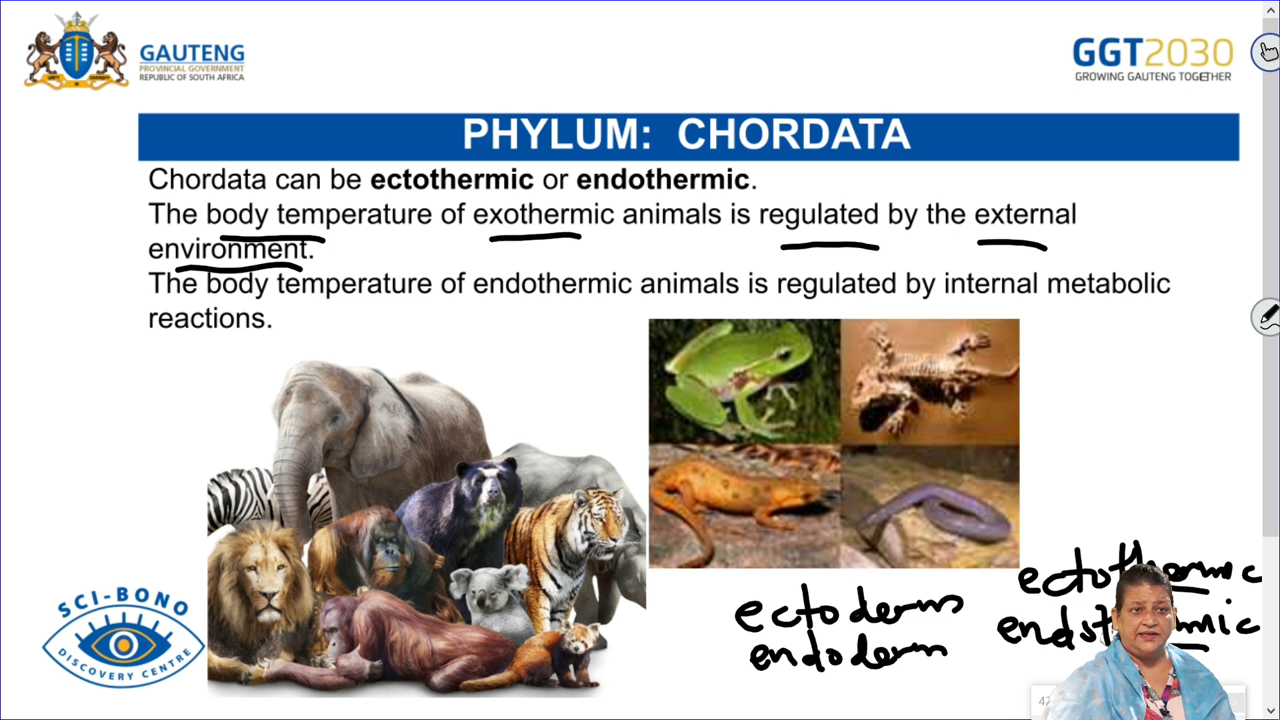 GAUTENG
PROVINCIAL GOVERNMENT
REPUBLIC OF SOUTH AFRICA
GGT2030
GROWING GAUTENG TOGETHER
PHYLUM: CHORDATA
Chordata can be ectothermic or endothermic.
The body temperature of exothermic animals is regulated by the external
environment.
The body temperature of endothermic animals is regulated by internal metabolic
reactions.
SCI-BONO
DISCOVERY CENTRE
ectoderm
endoderm
ectothermic